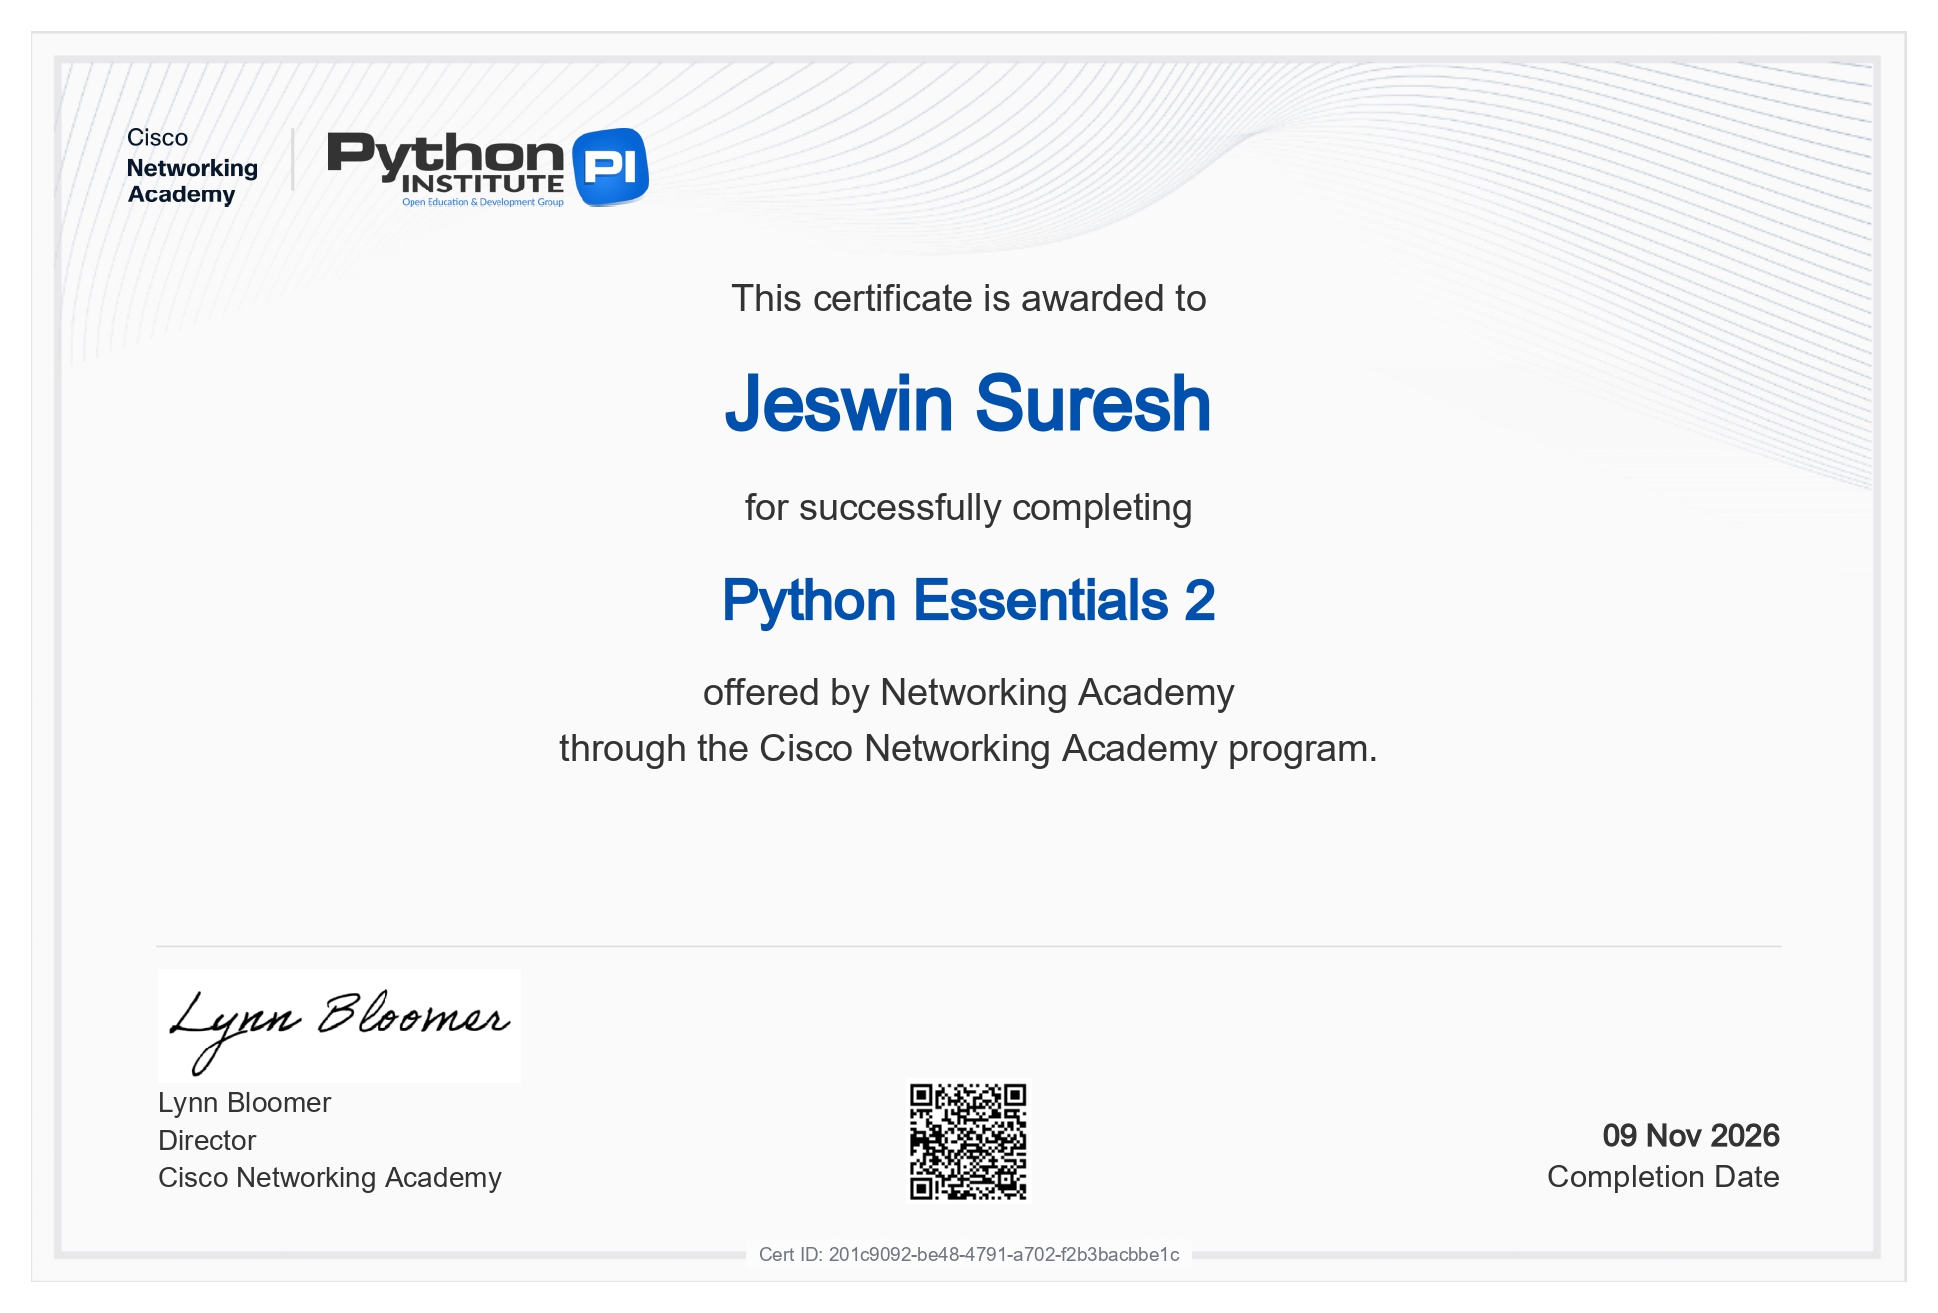 Cisco
Networking
Academy
Python
INSTITUTE
Open Education & Development Group
PI
This certificate is awarded to
Jeswin Suresh
for successfully completing
Python Essentials 2
offered by Networking Academy
through the Cisco Networking Academy program.
Lynn Bloomer
Lynn Bloomer
Director
Cisco Networking Academy
09 Nov 2026
Completion Date
Cert ID: 201c9092-be48-4791-a702-f2b3bacbbe1c